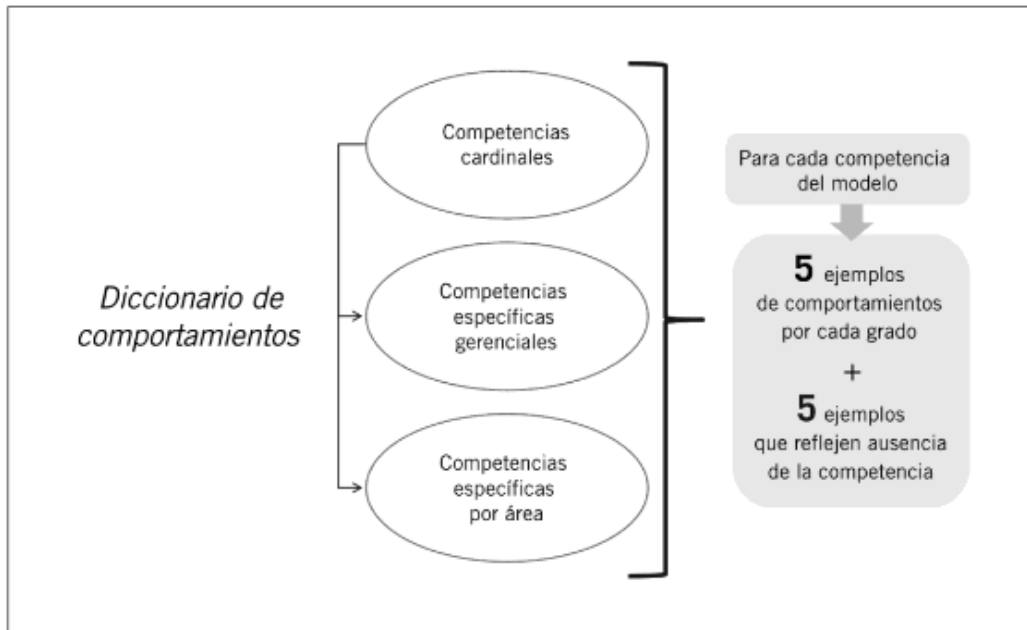 Diccionario de
comportamientos
Competencias
cardinales
Competencias
específicas
gerenciales
Competencias
específicas
por área
Para cada competencia
del modelo
5 ejemplos
de comportamientos
por cada grado
+
5 ejemplos
que reflejen ausencia
de la competencia